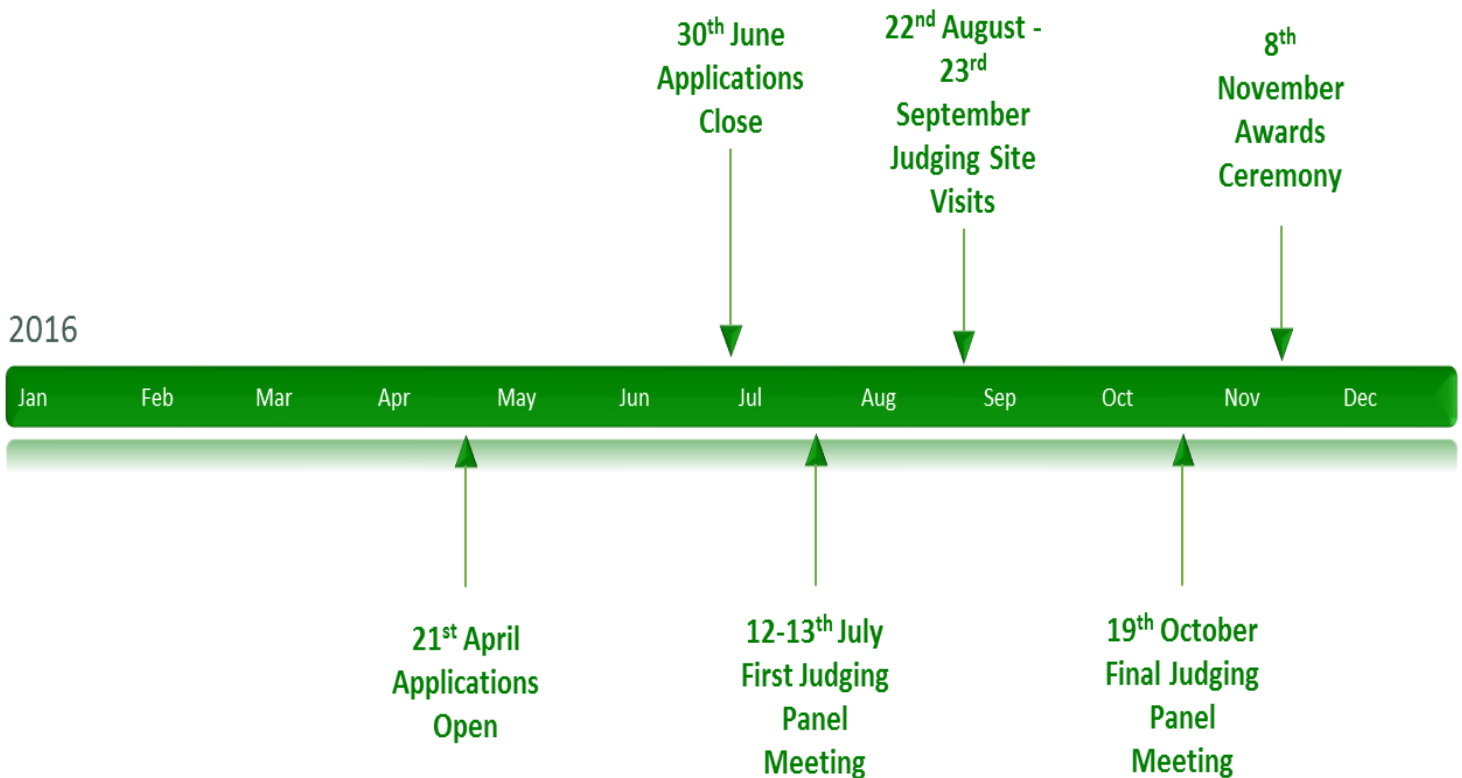 30th June
Applications
Close
22nd August -
23rd
September
Judging Site
Visits
8th
November
Awards
Ceremony
2016
Jan Feb Mar Apr May Jun Jul Aug Sep Oct Nov Dec
21st April
Applications
Open
12-13th July
First Judging
Panel
Meeting
19th October
Final Judging
Panel
Meeting